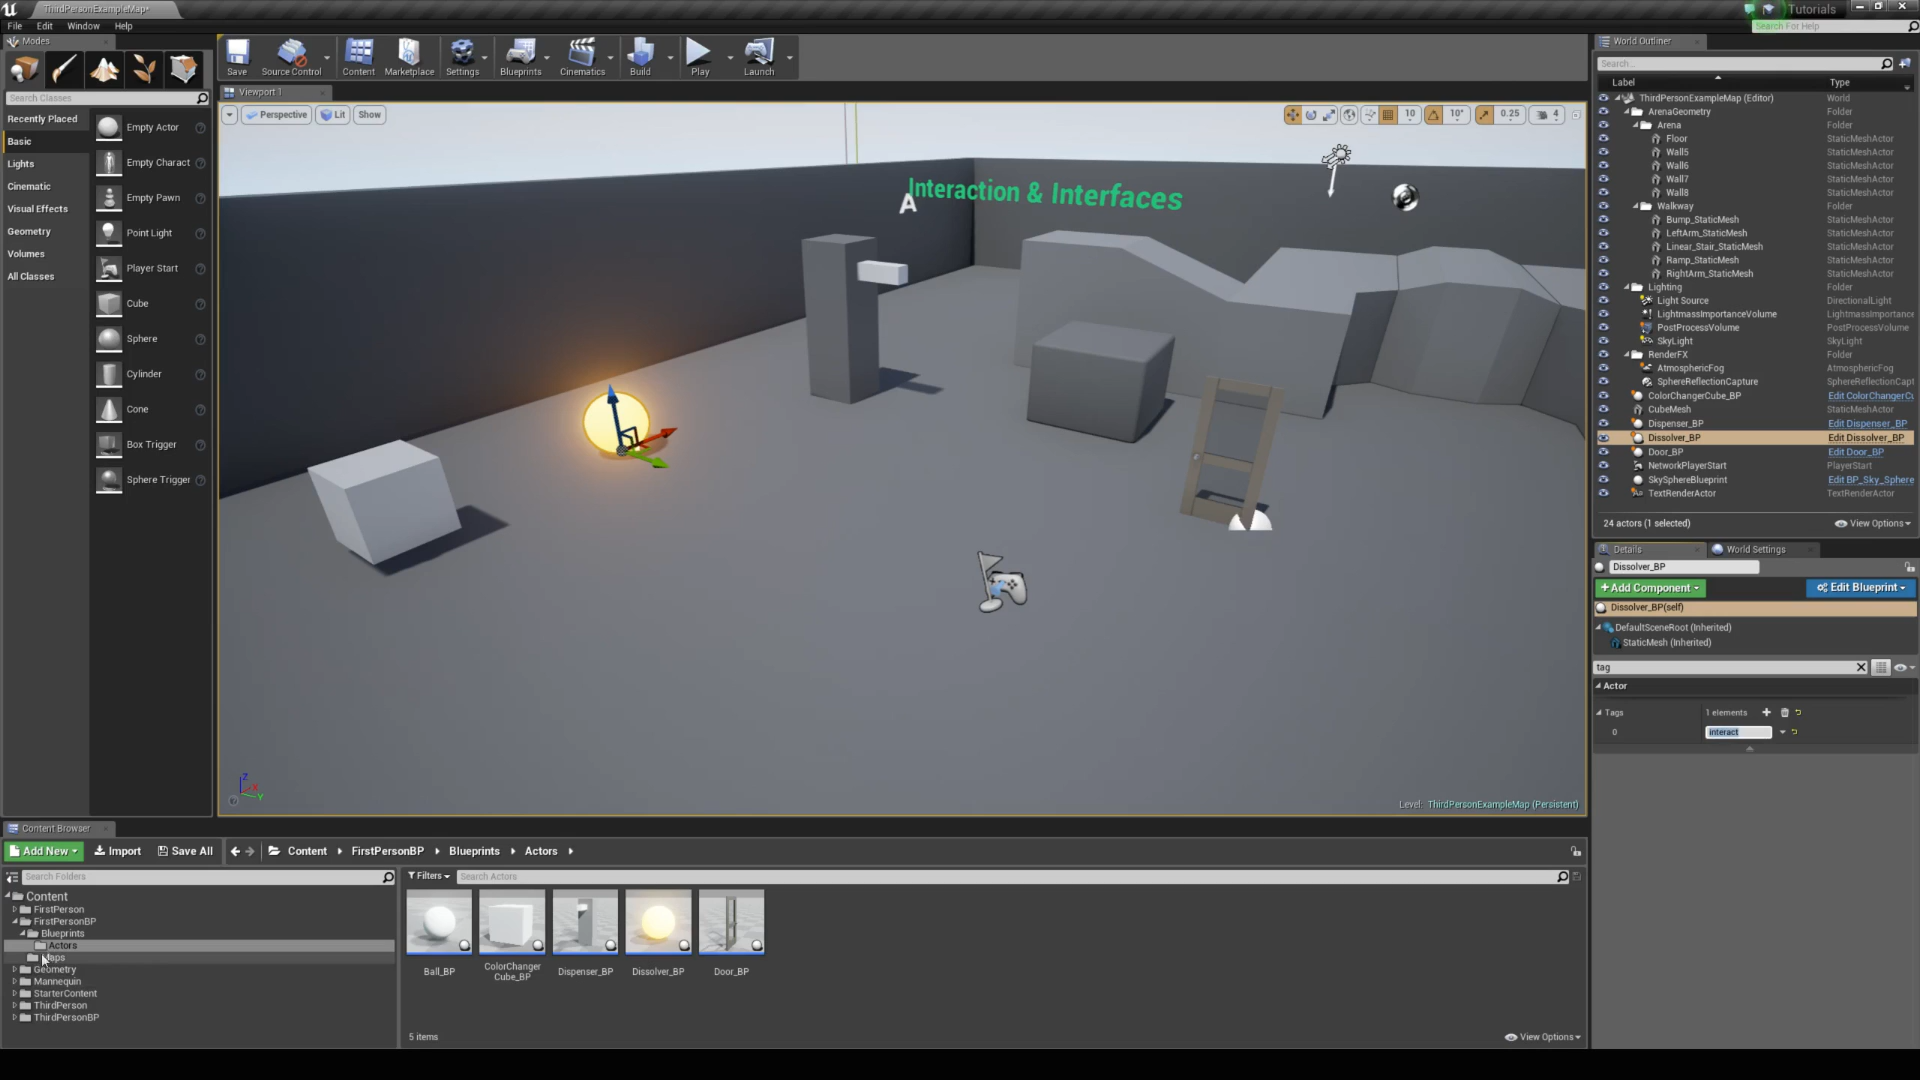 ThirdPersonExampleMap*
Tutorials
File Edit Window Help
Search For Help
Modes
Search Classes
Recently Placed
Basic
Lights
Cinematic
Visual Effects
Geometry
Volumes
All Classes
Empty Actor
Empty Charact
Empty Pawn
Point Light
Player Start
Cube
Sphere
Cylinder
Cone
Box Trigger
Sphere Trigger
Save Source Control Content Marketplace Settings Blueprints Cinematics Build Play Launch
Viewport 1
Perspective Lit Show
10 10° 0.25 4
Interaction & Interfaces
A
Z X Y
Level: ThirdPersonExampleMap (Persistent)
World Outliner
Search...
Label Type
ThirdPersonExampleMap (Editor) World
ArenaGeometry Folder
Arena Folder
Floor StaticMeshActor
Wall5 StaticMeshActor
Wall6 StaticMeshActor
Wall7 StaticMeshActor
Wall8 StaticMeshActor
Walkway Folder
Bump_StaticMesh StaticMeshActor
LeftArm_StaticMesh StaticMeshActor
Linear_Stair_StaticMesh StaticMeshActor
Ramp_StaticMesh StaticMeshActor
RightArm_StaticMesh StaticMeshActor
Lighting Folder
Light Source DirectionalLight
LightmassImportanceVolume LightmassImportance
PostProcessVolume PostProcessVolume
SkyLight SkyLight
RenderFX Folder
AtmosphericFog AtmosphericFog
SphereReflectionCapture SphereReflectionCapt
ColorChangerCube_BP Edit ColorChangerCu
CubeMesh StaticMeshActor
Dispenser_BP Edit Dispenser_BP
Dissolver_BP Edit Dissolver_BP
Door_BP Edit Door_BP
NetworkPlayerStart PlayerStart
SkySphereBlueprint Edit BP_Sky_Sphere
TextRenderActor TextRenderActor
24 actors (1 selected) View Options
Details World Settings
Dissolver_BP
+Add Component Edit Blueprint
Dissolver_BP(self)
DefaultSceneRoot (Inherited)
StaticMesh (Inherited)
tag
Actor
Tags 1 elements
0 interact
Content Browser
Add New Import Save All Content FirstPersonBP Blueprints Actors
Search Folders
Filters Search Actors
Content
FirstPerson
FirstPersonBP
Blueprints
Actors
Maps
Geometry
Mannequin
StarterContent
ThirdPerson
ThirdPersonBP
Ball_BP
ColorChanger
Cube_BP
Dispenser_BP
Dissolver_BP
Door_BP
5 items View Options